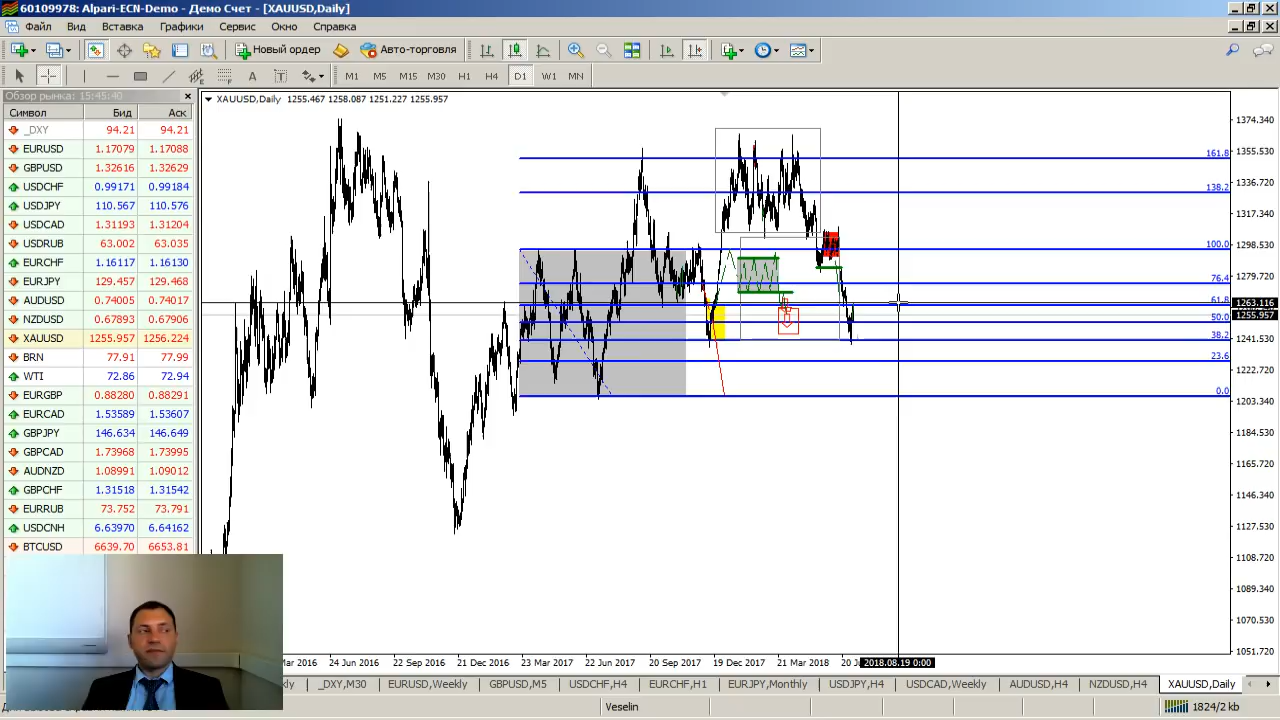 60109978: Alpari-ECN-Demo - Демо Счет - [XAUUSD,Daily]
Файл Вид Вставка Графики Сервис Окно Справка
Новый ордер Авто-торговля
A T M1 M5 M15 M30 H1 H4 D1 W1 MN
Обзор рынка: 15:45:40
Символ Бид Аск
_DXY 94.21 94.21
EURUSD 1.17079 1.17088
GBPUSD 1.32616 1.32629
USDCHF 0.99171 0.99184
USDJPY 110.567 110.576
USDCAD 1.31193 1.31204
USDRUB 63.002 63.035
EURCHF 1.16117 1.16130
EURJPY 129.457 129.468
AUDUSD 0.74005 0.74017
NZDUSD 0.67893 0.67906
XAUUSD 1255.957 1256.224
BRN 77.91 77.99
WTI 72.86 72.94
EURGBP 0.88280 0.88291
EURCAD 1.53589 1.53607
GBPJPY 146.634 146.649
GBPCAD 1.73968 1.73995
AUDNZD 1.08991 1.09012
GBPCHF 1.31518 1.31542
EURRUB 73.752 73.791
USDCNH 6.63970 6.64162
BTCUSD 6639.70 6653.81
XAUUSD,Daily 1255.467 1258.087 1251.227 1255.957
161.8
138.2
100.0
76.4
61.8
50.0
38.2
23.6
0.0
1374.340
1355.530
1336.720
1317.340
1298.530
1279.720
1263.116
1255.957
1241.530
1222.720
1203.340
1184.530
1165.720
1146.340
1127.530
1108.720
1089.340
1070.530
1051.720
Mar 2016 24 Jun 2016 22 Sep 2016 21 Dec 2016 23 Mar 2017 22 Jun 2017 20 Sep 2017 19 Dec 2017 21 Mar 2018 20 J 2018.08.19 0:00
_DXY,M30 EURUSD,Weekly GBPUSD,M5 USDCHF,H4 EURCHF,H1 EURJPY,Monthly USDJPY,H4 USDCAD,Weekly AUDUSD,H4 NZDUSD,H4 XAUUSD,Daily
Veselin 1824/2 kb